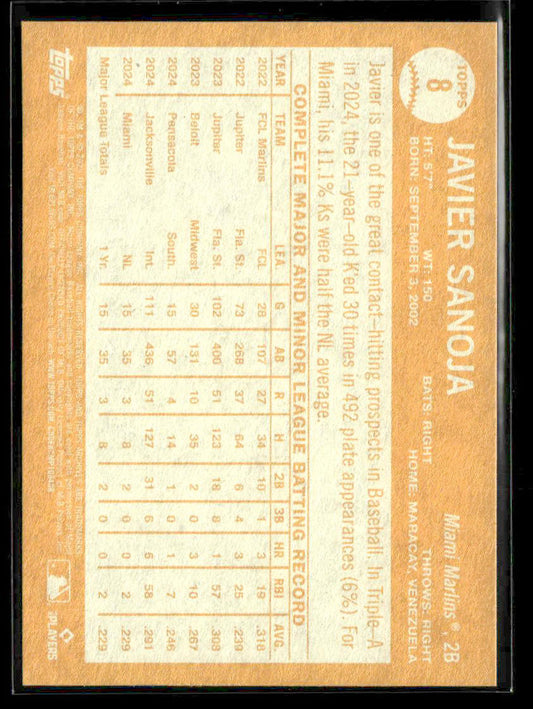 TOPPS
8
JAVIER SANOJA
Miami Marlins®, 2B
HT: 5'7" WT: 150 BATS: RIGHT THROWS: RIGHT
BORN: SEPTEMBER 3, 2002 HOME: MARACAY, VENEZUELA
Javier is one of the great contact-hitting prospects in Baseball. In Triple-A
in 2024, the 21-year-old K'ed 30 times in 492 plate appearances (6%). For
Miami, his 11.1% Ks were half the NL average.
COMPLETE MAJOR AND MINOR LEAGUE BATTING RECORD
YEAR TEAM LEA G AB R H 2B 3B HR RBI AVG.
2022 FCL Marlins FCL 28 107 27 34 10 1 3 19 .318
2022 Jupiter Fla. St. 73 268 37 64 6 4 3 25 .239
2023 Jupiter Fla. St. 102 400 51 123 18 8 1 57 .308
2023 Beloit Midwest 30 131 10 35 2 0 3 10 .267
2024 Pensacola South. 15 57 4 14 1 0 1 7 .246
2024 Jacksonville Int. 111 436 51 127 31 6 5 58 .291
2024 Miami NL 15 35 3 8 2 0 0 2 .229
Major League Totals 1 Yr. 15 35 3 8 2 0 0 2 .229
TOPPS
WWW.TOPPS.COM
PLAYERS